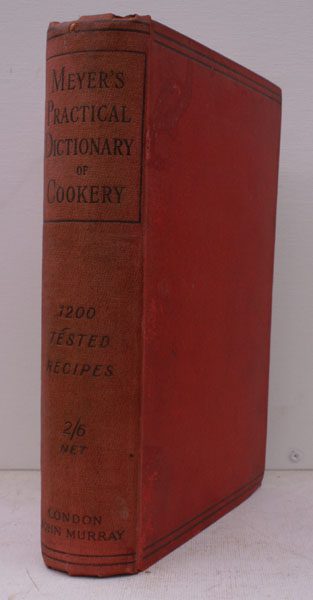 MEYER'S
PRACTICAL
DICTIONARY
OF
COOKERY
1200
TESTED
RECIPES
2/6
NET
LONDON
JOHN MURRAY